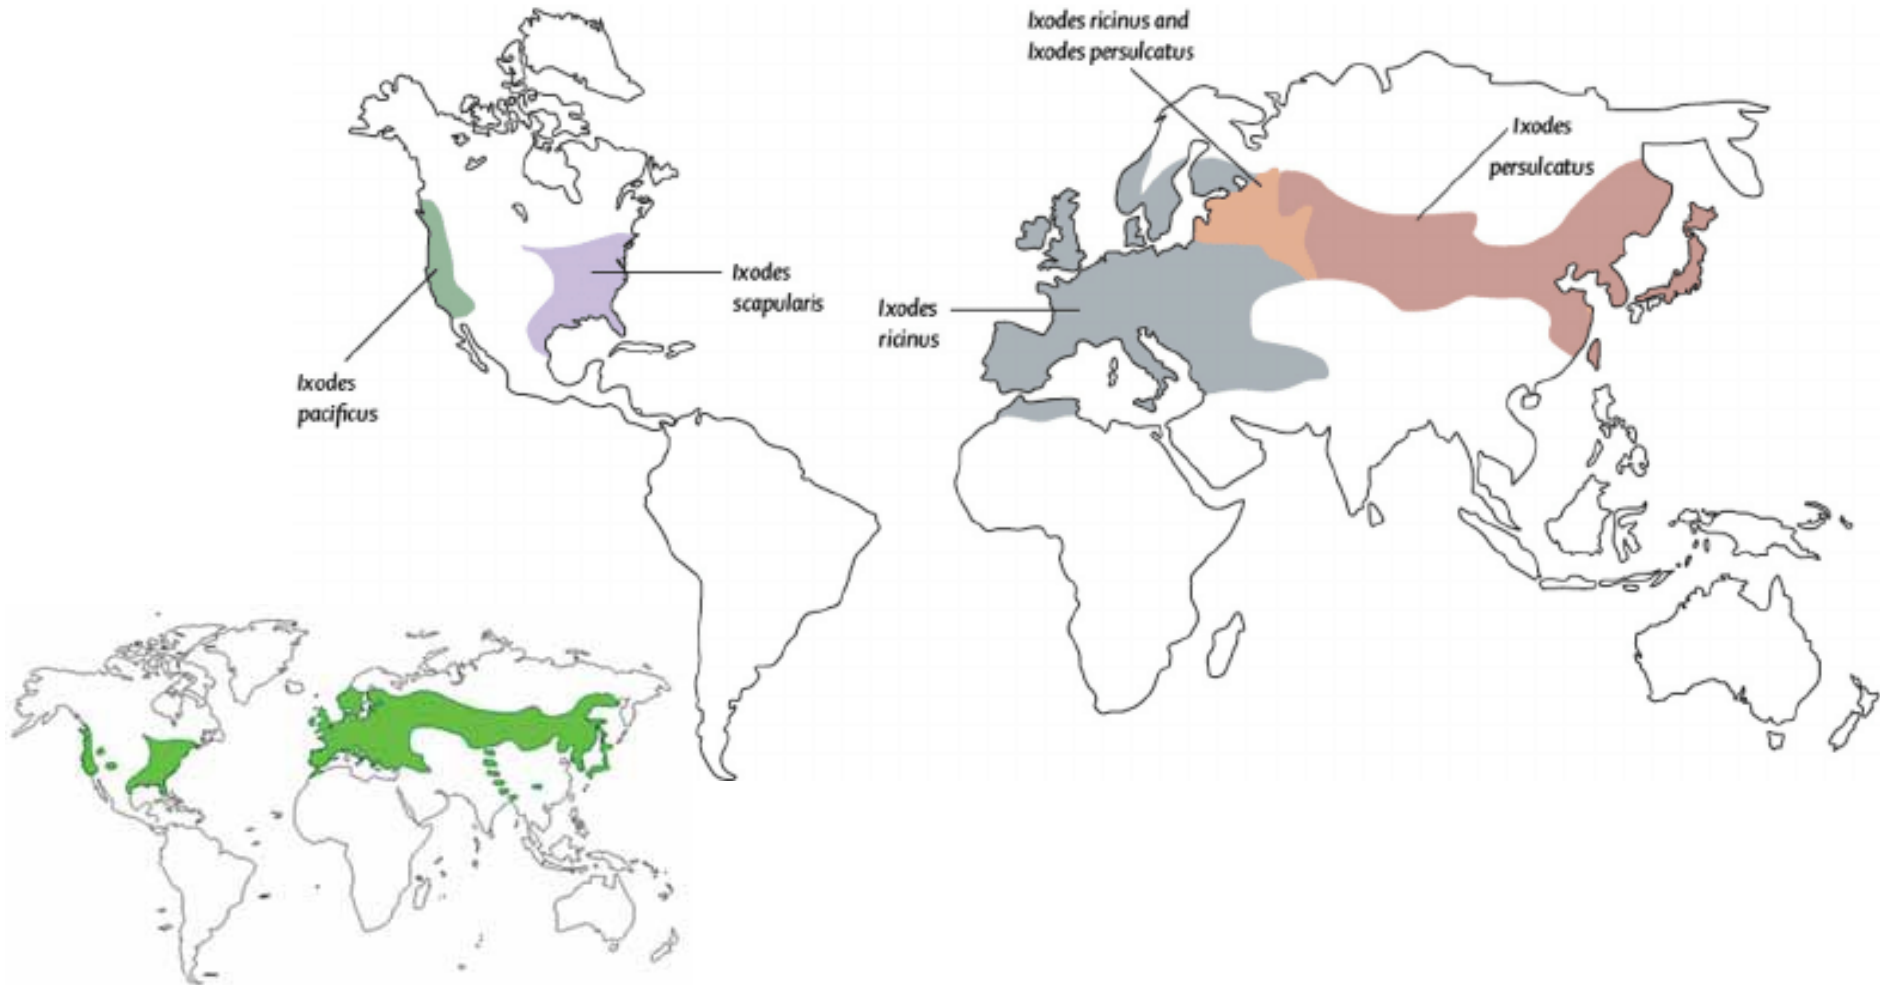 Ixodes ricinus and
Ixodes persulcatus
Ixodes
persulcatus
Ixodes
scapularis
Ixodes
ricinus
Ixodes
pacificus